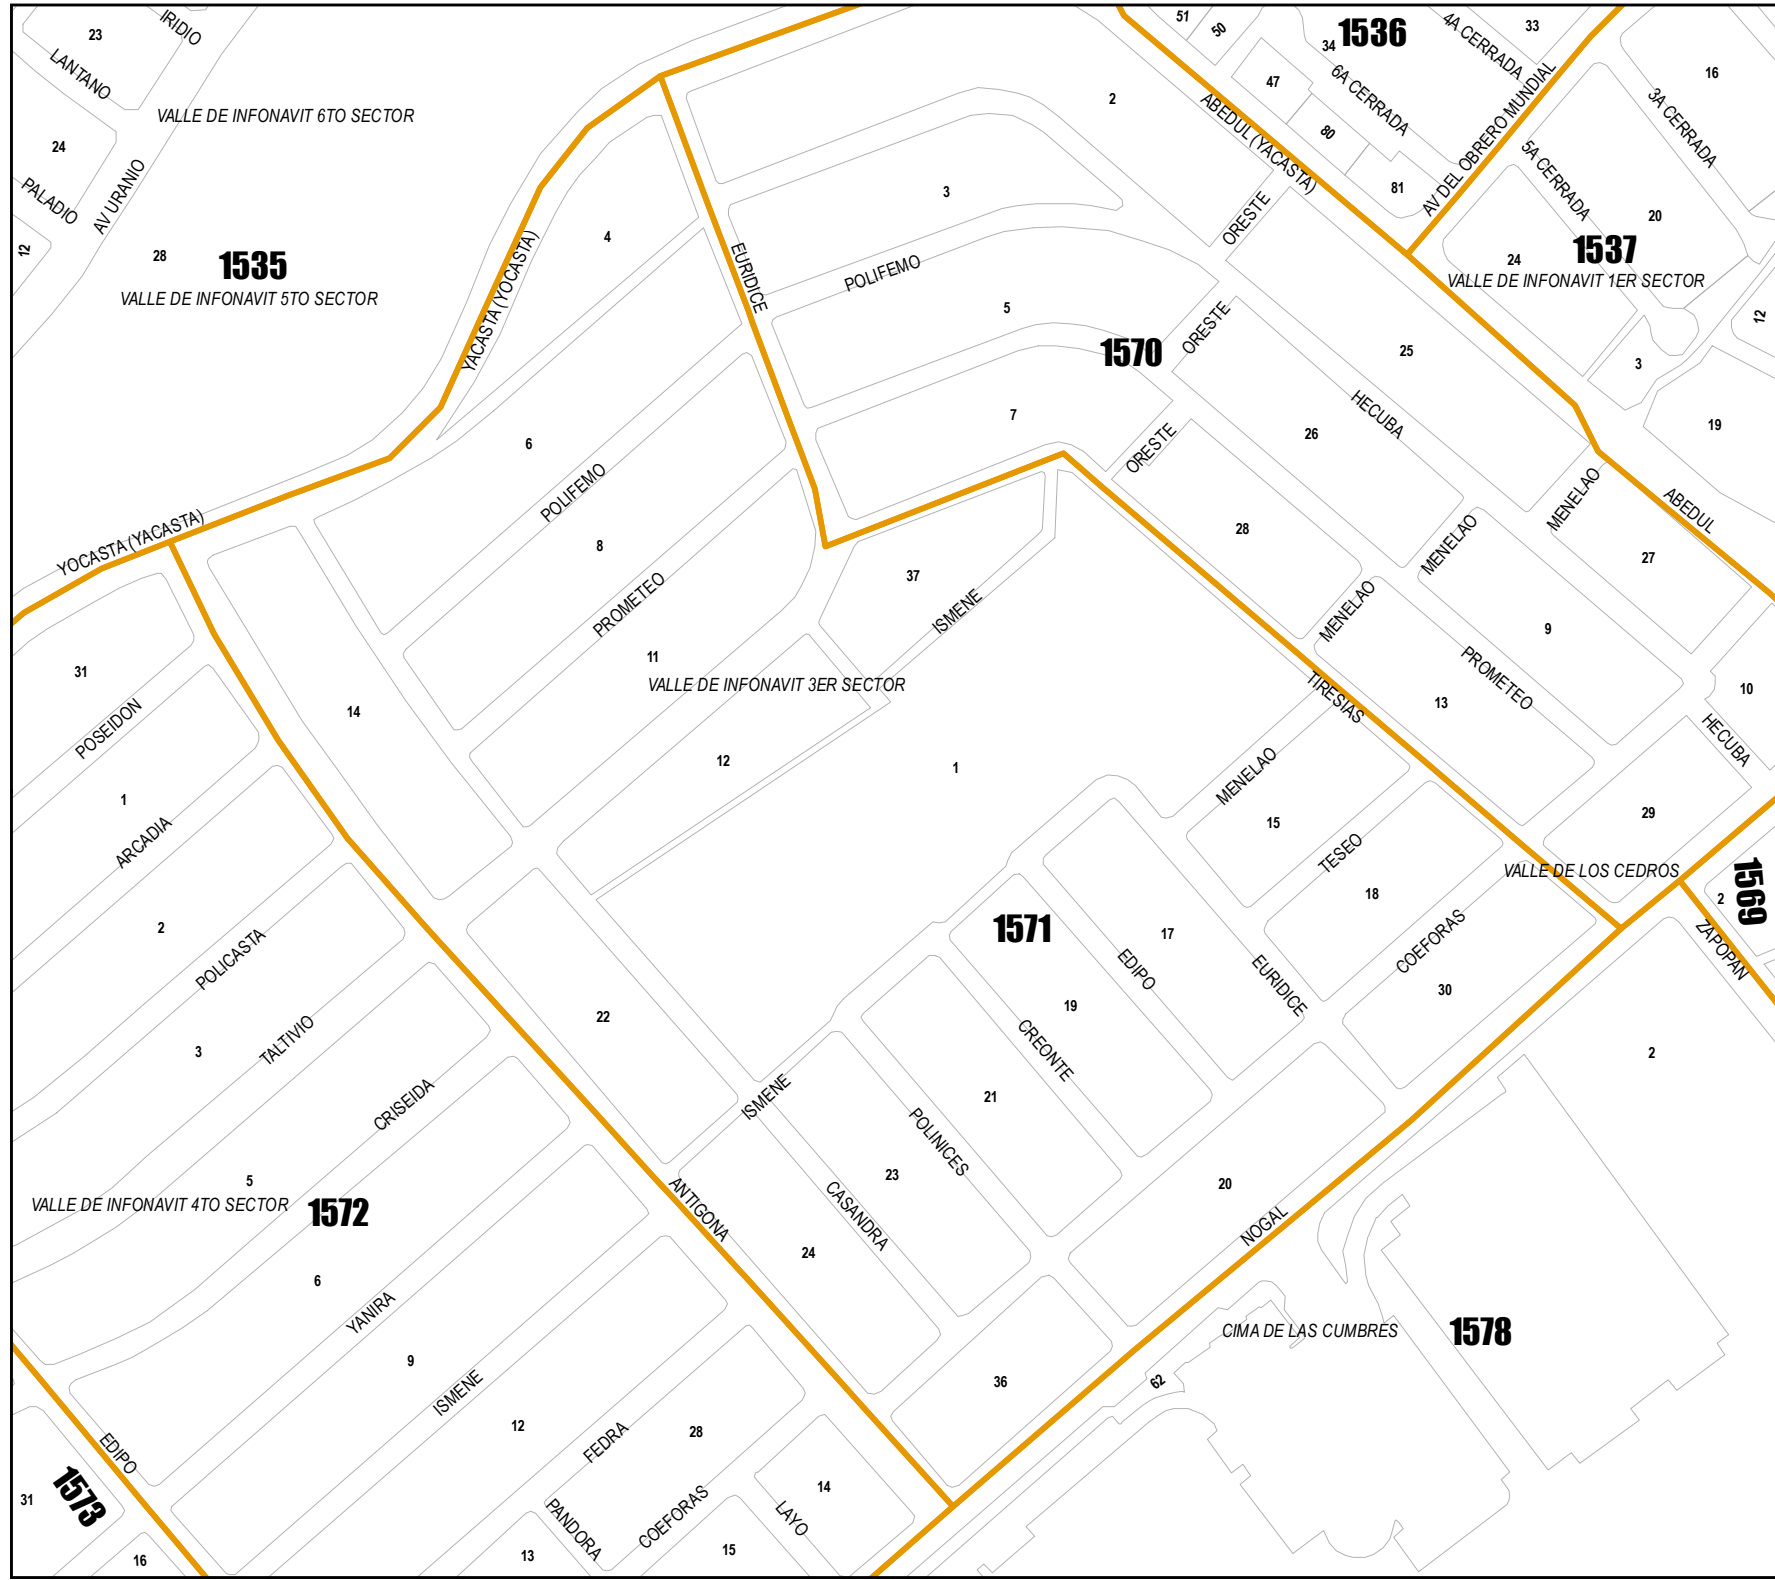 51
50
1536
34
4A CERRADA
33
IRIDIO
23
LANTANO
6A CERRADA
47
16
3A CERRADA
2
ABEDUL (YACASTA)
80
AV DEL OBRERO MUNDIAL
VALLE DE INFONAVIT 6TO SECTOR
24
5A CERRADA
81
PALADIO
AV URANIO
3
ORESTE
20
4
12
28
1535
VALLE DE INFONAVIT 5TO SECTOR
YACASTA (YOCASTA)
EURIDICE
POLIFEMO
24
1537
VALLE DE INFONAVIT 1ER SECTOR
5
ORESTE
12
1570
25
3
HECUBA
7
6
ORESTE
26
19
POLIFEMO
MENELAO
ABEDUL
YOCASTA (YACASTA)
28
MENELAO
8
27
37
PROMETEO
ISMENE
MENELAO
9
11
VALLE DE INFONAVIT 3ER SECTOR
31
PROMETEO
TIRESIAS
13
10
14
POSEIDON
HECUBA
12
1
MENELAO
1
15
29
ARCADIA
TESEO
VALLE DE LOS CEDROS
1569
2
18
2
1571
17
COEFORAS
ZAPOPAN
POLICASTA
EDIPO
EURIDICE
30
22
19
3
TALTIVIO
CREONTE
2
ISMENE
CRISEIDA
21
POLINICES
5
23
20
VALLE DE INFONAVIT 4TO SECTOR
1572
ANTIGONA
CASANDRA
NOGAL
24
6
YANIRA
CIMA DE LAS CUMBRES
1578
9
36
62
ISMENE
12
FEDRA
28
EDIPO
14
1573
31
PANDORA
COEFORAS
LAYO
16
13
15